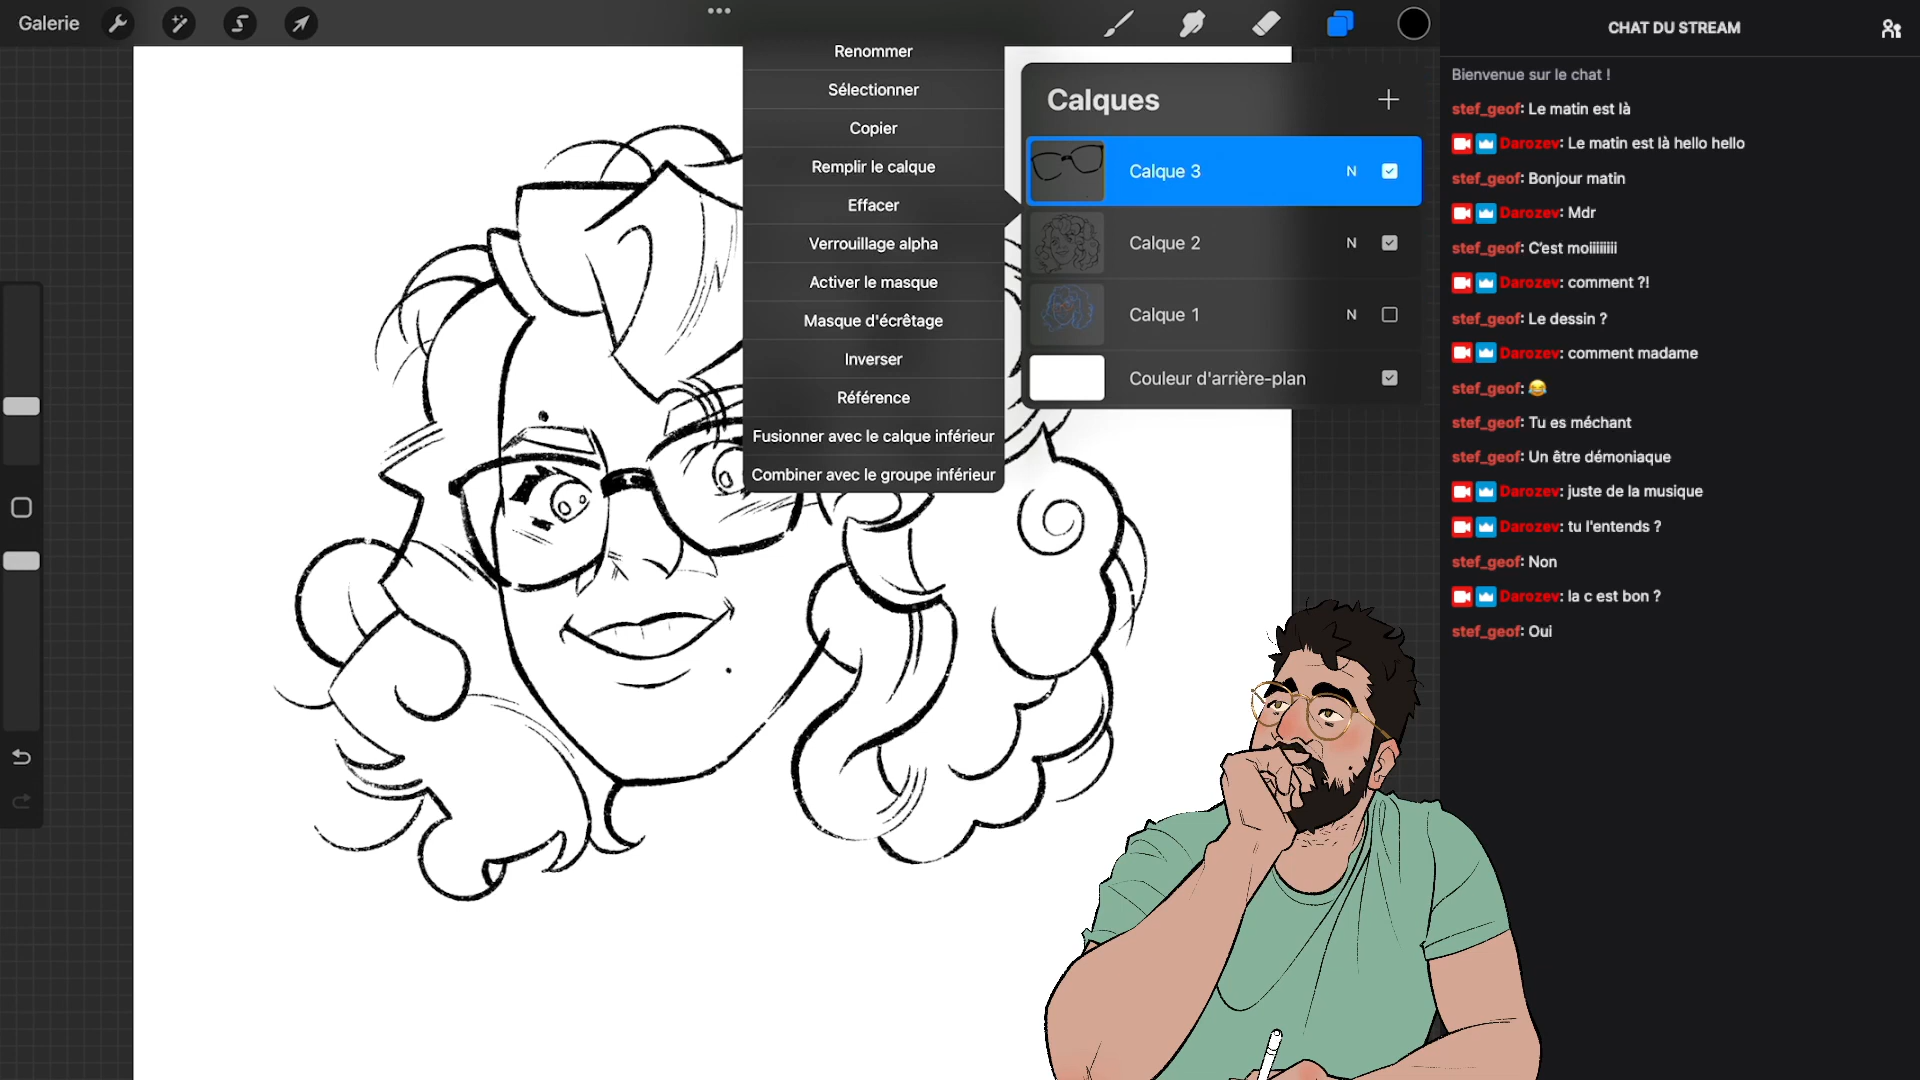 Galerie
Renommer
Sélectionner
Copier
Remplir le calque
Effacer
Verrouillage alpha
Activer le masque
Masque d'écrêtage
Inverser
Référence
Fusionner avec le calque inférieur
Combiner avec le groupe inférieur
Calques
Calque 3 N
Calque 2 N
Calque 1 N
Couleur d'arrière-plan
CHAT DU STREAM
Bienvenue sur le chat !
stef_geof: Le matin est là
Darozev: Le matin est là hello hello
stef_geof: Bonjour matin
Darozev: Mdr
stef_geof: C'est moiiiiiiiii
Darozev: comment ?!
stef_geof: Le dessin ?
Darozev: comment madame
stef_geof: 😂
stef_geof: Tu es méchant
stef_geof: Un être démoniaque
Darozev: juste de la musique
Darozev: tu l'entends ?
stef_geof: Non
Darozev: la c est bon ?
stef_geof: Oui